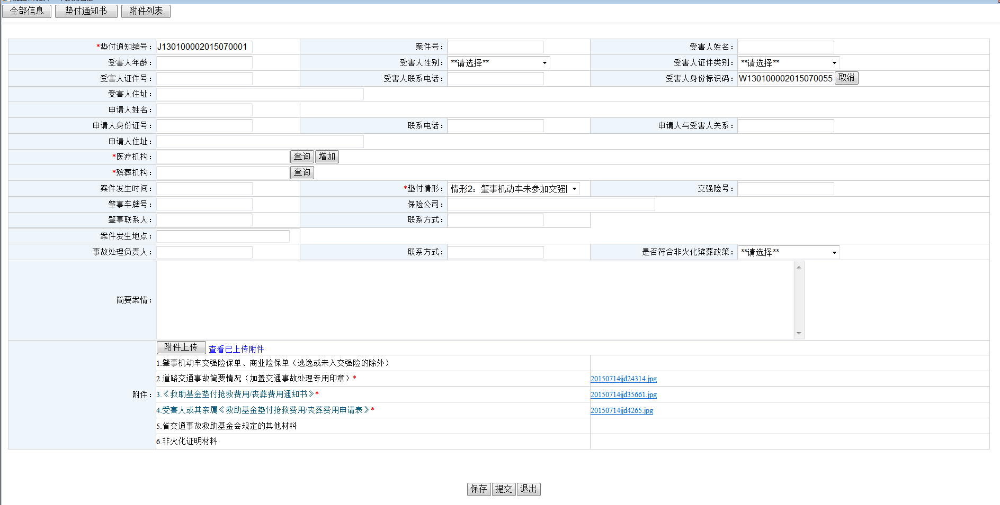 全部信息 垫付通知书 附件列表
*垫付通知编号： J130100002015070001 案件号： 受害人姓名：
受害人年龄： 受害人性别： **请选择** 受害人证件类别： **请选择**
受害人证件号： 受害人联系电话： 受害人身份标识码： W130100002015070055 取消
受害人住址：
申请人姓名：
申请人身份证号： 联系电话： 申请人与受害人关系：
申请人住址：
*医疗机构： 查询 增加
*殡葬机构： 查询
案件发生时间： *垫付情形： 情形2：肇事机动车未参加交强 交强险号：
肇事车牌号： 保险公司：
肇事联系人： 联系方式：
案件发生地点：
事故处理负责人： 联系方式： 是否符合非火化殡葬政策： **请选择**
简要案情：
附件上传 查看已上传附件
1.肇事机动车交强险保单、商业险保单（逃逸或未入交强险的除外）
2.道路交通事故简要情况（加盖交通事故处理专用印章）* 20150714jjd24314.jpg
附件： 3.《救助基金垫付抢救费用/丧葬费用通知书》* 20150714jjd35661.jpg
4.受害人或其亲属《救助基金垫付抢救费用/丧葬费用申请表》* 20150714jjd4265.jpg
5.省交通事故救助基金会规定的其他材料
6.非火化证明材料
保存 提交 退出